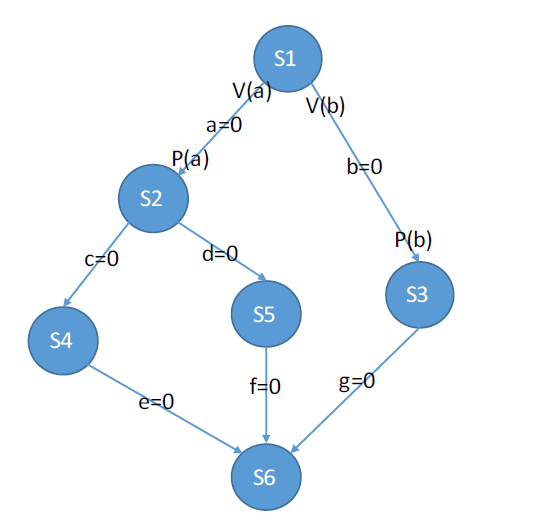 S1
V(a)
V(b)
a=0
P(a)
b=0
S2
P(b)
c=0
d=0
S3
S5
S4
f=0
g=0
e=0
S6